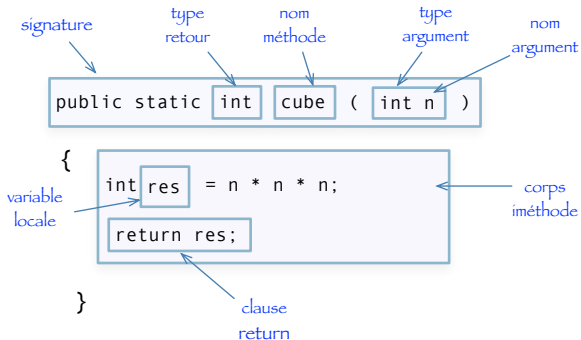 signature
type
retour
nom
méthode
type
argument
nom
argument
public static int cube ( int n )
{
int res = n * n * n;
variable
locale
return res;
corps
iméthode
}
clause
return